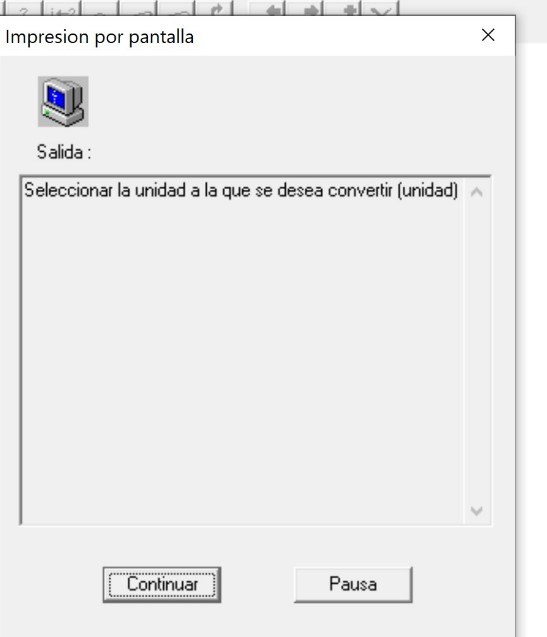 Impresion por pantalla
Salida :
Seleccionar la unidad a la que se desea convertir (unidad)
Continuar
Pausa